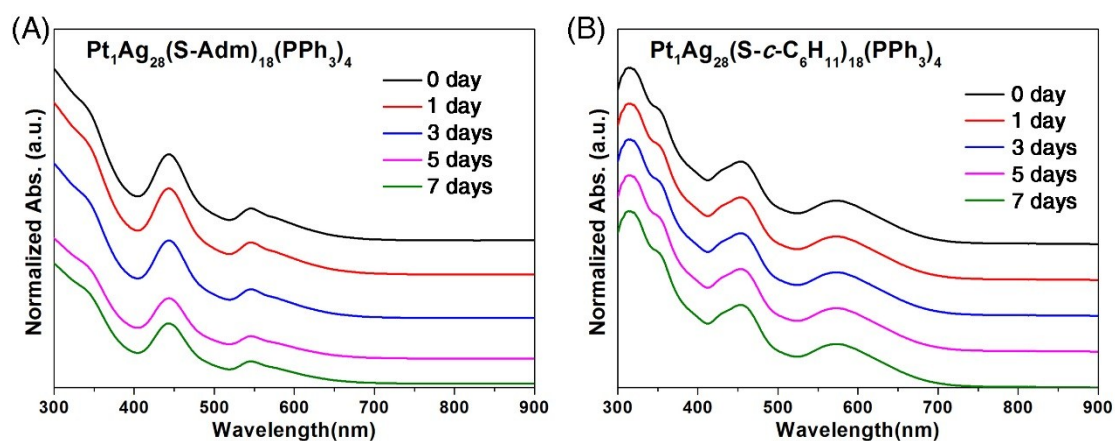 (A)
Pt₁Ag₂₈(S-Adm)₁₈(PPh₃)₄
0 day
1 day
3 days
5 days
7 days
Normalized Abs. (a.u.)
300 400 500 600 700 800 900
Wavelength(nm)
(B)
Pt₁Ag₂₈(S-c-C₆H₁₁)₁₈(PPh₃)₄
0 day
1 day
3 days
5 days
7 days
Normalized Abs. (a.u.)
300 400 500 600 700 800 900
Wavelength(nm)